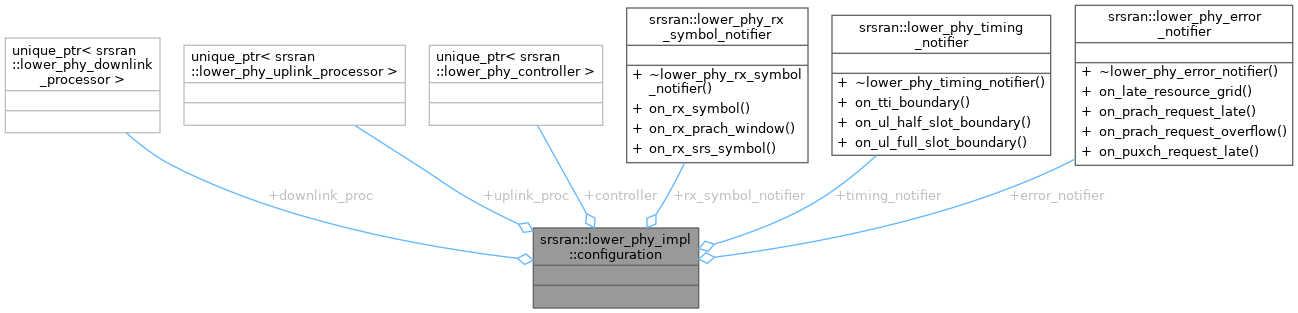 unique_ptr< srsran
::lower_phy_downlink
_processor >
unique_ptr< srsran
::lower_phy_uplink_processor >
unique_ptr< srsran
::lower_phy_controller >
srsran::lower_phy_rx
_symbol_notifier
+ ~lower_phy_rx_symbol
_notifier()
+ on_rx_symbol()
+ on_rx_prach_window()
+ on_rx_srs_symbol()
srsran::lower_phy_timing
_notifier
+ ~lower_phy_timing_notifier()
+ on_tti_boundary()
+ on_ul_half_slot_boundary()
+ on_ul_full_slot_boundary()
srsran::lower_phy_error
_notifier
+ ~lower_phy_error_notifier()
+ on_late_resource_grid()
+ on_prach_request_late()
+ on_prach_request_overflow()
+ on_puxch_request_late()
+downlink_proc
+uplink_proc
+controller
+rx_symbol_notifier
+timing_notifier
+error_notifier
srsran::lower_phy_impl
::configuration